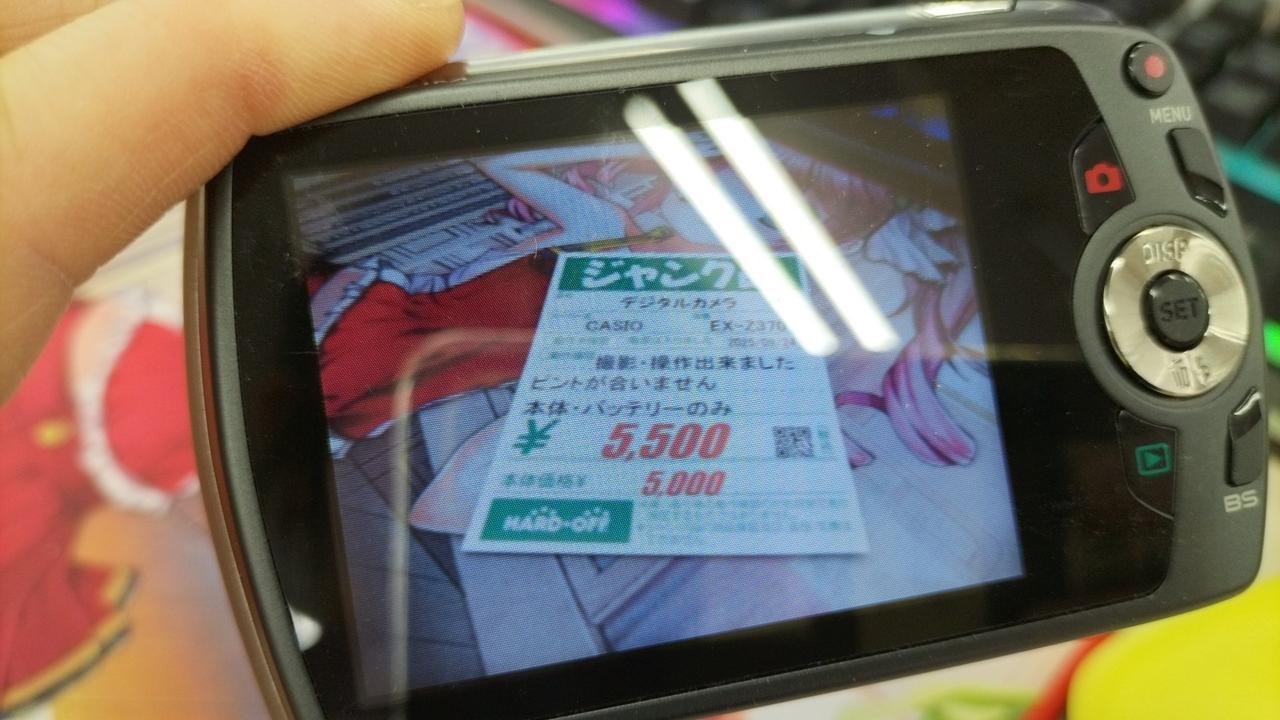 ジャンク
デジタルカメラ
CASIO EX-Z370
撮影・操作出来ました
ピントが合いません
本体・バッテリーのみ
¥ 5,500
本体価格¥ 5,000
HARD-OFF
MENU
DISP
SET
BS